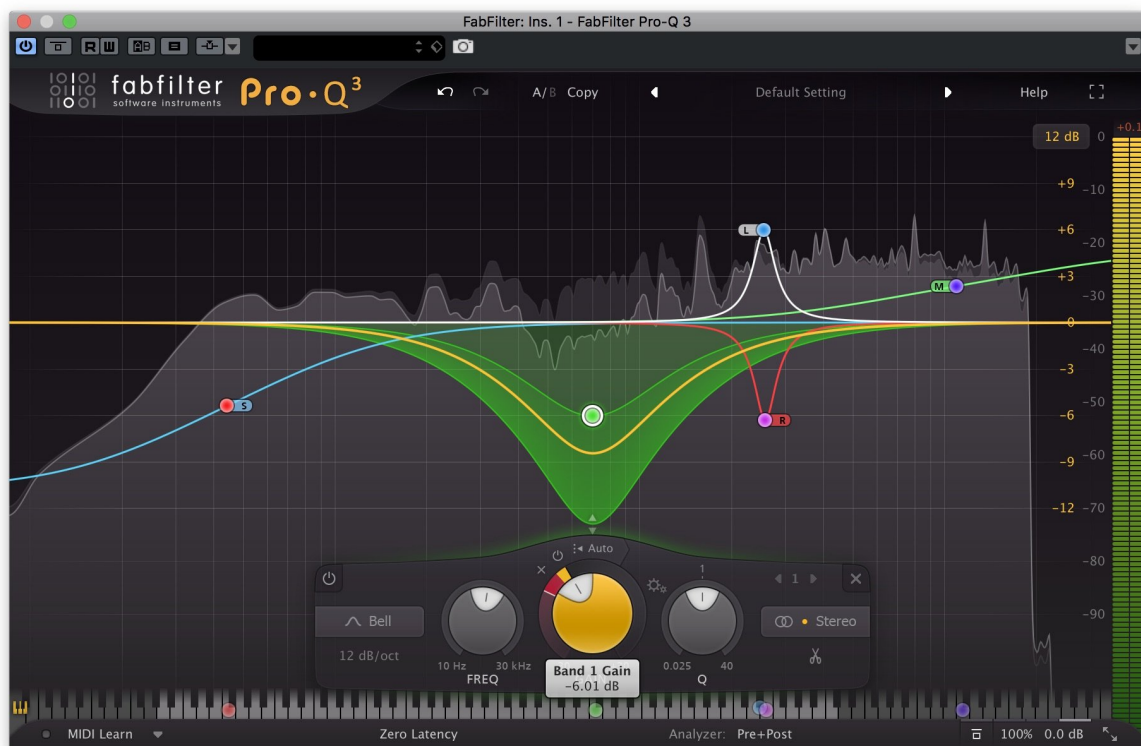 FabFilter: Ins. 1 - FabFilter Pro-Q 3
R W A B
fabfilter
software instruments
Pro·Q3
A/B Copy
Default Setting
Help
12 dB 0 +0.1
+9 -10
+6 -20
+3 -30
0 -40
-3
-6 -50
-9 -60
-12 -70
-80
-90
L
M
S
R
Auto
1
1
Bell
Stereo
12 dB/oct
10 Hz 30 kHz
FREQ
0.025 40
Q
Band 1 Gain
-6.01 dB
MIDI Learn
Zero Latency
Analyzer: Pre+Post
100% 0.0 dB